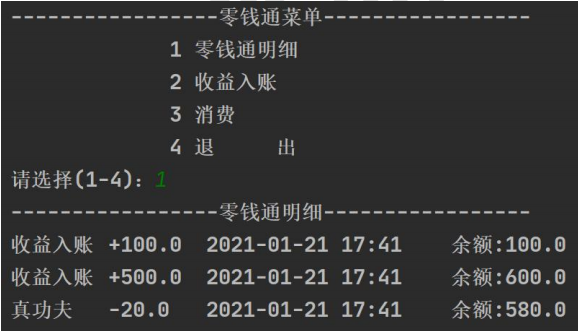 -----------------零钱通菜单-----------------
1 零钱通明细
2 收益入账
3 消费
4 退 出
请选择(1-4): 1
-----------------零钱通明细-----------------
收益入账 +100.0 2021-01-21 17:41 余额:100.0
收益入账 +500.0 2021-01-21 17:41 余额:600.0
真功夫 -20.0 2021-01-21 17:41 余额:580.0